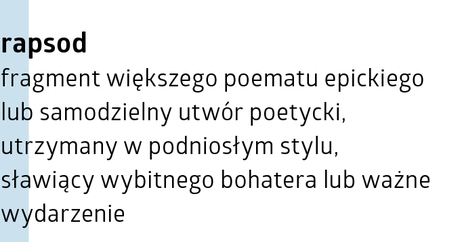 rapsod
fragment większego poematu epickiego
lub samodzielny utwór poetycki,
utrzymany w podniosłym stylu,
sławiący wybitnego bohatera lub ważne
wydarzenie